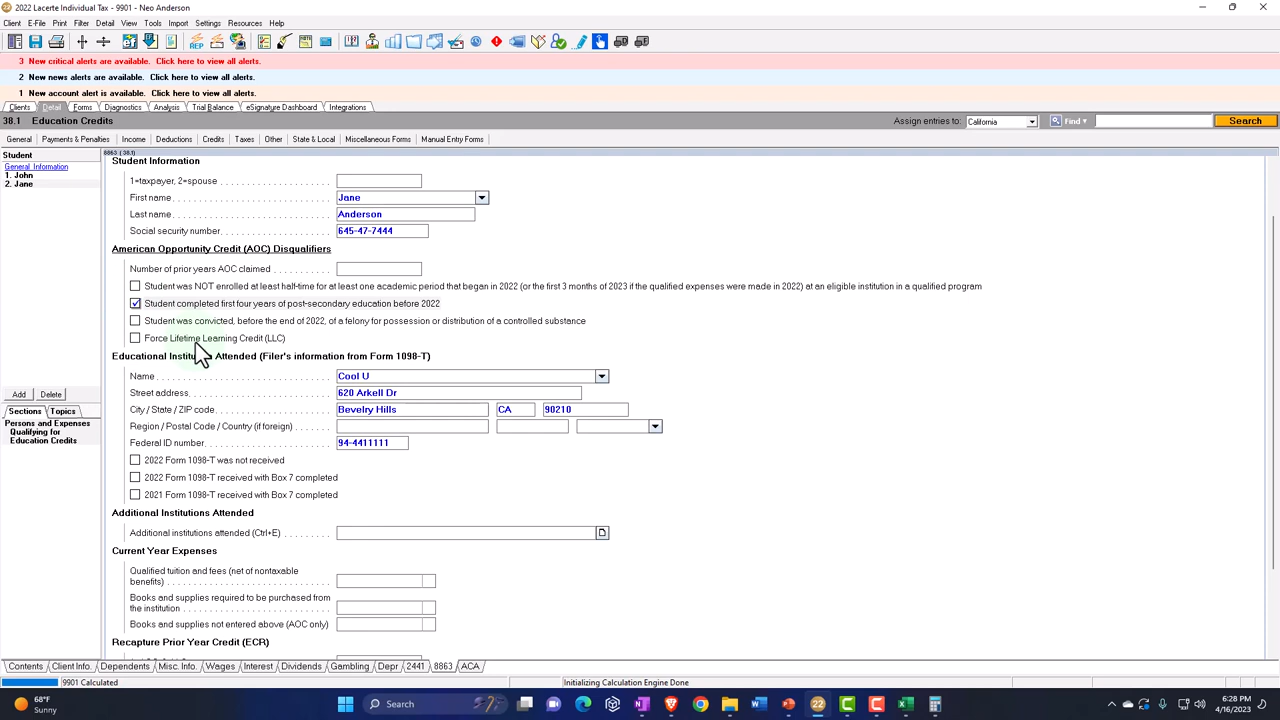 22 2022 Lacerte Individual Tax - 9901 - Neo Anderson
Client E-File Print Filter Detail View Tools Import Settings Resources Help
3 New critical alerts are available. Click here to view all alerts.
2 New news alerts are available. Click here to view all alerts.
1 New account alert is available. Click here to view all alerts.
Clients Detail Forms Diagnostics Analysis Trial Balance eSignature Dashboard Integrations
38.1 Education Credits Assign entries to: California Find Search
General Payments & Penalties Income Deductions Credits Taxes Other State & Local Miscellaneous Forms Manual Entry Forms
Student
General Information
1. John
2. Jane
Add Delete
Sections Topics
Persons and Expenses
Qualifying for
Education Credits
8863 (38.1)
Student Information
1=taxpayer, 2=spouse
First name Jane
Last name Anderson
Social security number 645-47-7444
American Opportunity Credit (AOC) Disqualifiers
Number of prior years AOC claimed
Student was NOT enrolled at least half-time for at least one academic period that began in 2022 (or the first 3 months of 2023 if the qualified expenses were made in 2022) at an eligible institution in a qualified program
Student completed first four years of post-secondary education before 2022
Student was convicted, before the end of 2022, of a felony for possession or distribution of a controlled substance
Force Lifetime Learning Credit (LLC)
Educational Institutions Attended (Filer's information from Form 1098-T)
Name Cool U
Street address 620 Arkell Dr
City / State / ZIP code Bevelry Hills CA 90210
Region / Postal Code / Country (if foreign)
Federal ID number 94-4411111
2022 Form 1098-T was not received
2022 Form 1098-T received with Box 7 completed
2021 Form 1098-T received with Box 7 completed
Additional Institutions Attended
Additional institutions attended (Ctrl+E)
Current Year Expenses
Qualified tuition and fees (net of nontaxable
benefits)
Books and supplies required to be purchased from
the institution
Books and supplies not entered above (AOC only)
Recapture Prior Year Credit (ECR)
Contents Client Info. Dependents Misc. Info. Wages Interest Dividends Gambling Depr 2441 8863 ACA
9901 Calculated Initializing Calculation Engine Done
68°F
Sunny
Search
22
6:28 PM
4/16/2023